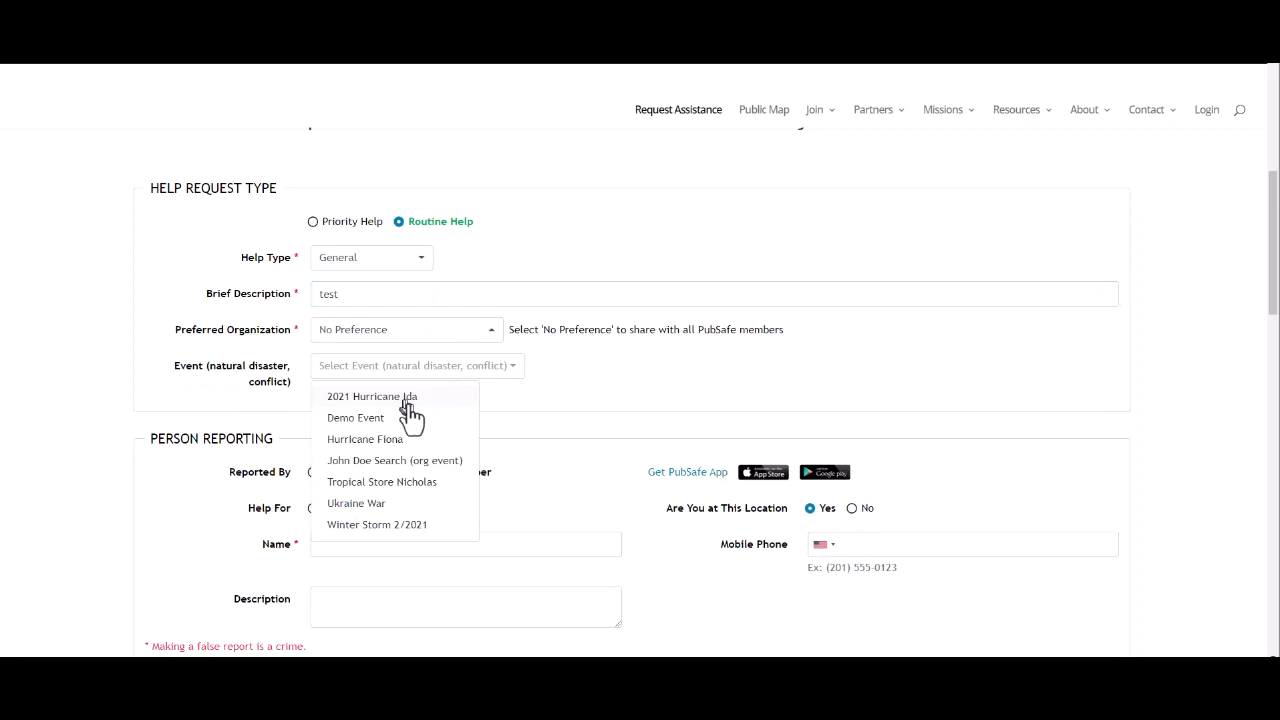 Request Assistance Public Map Join Partners Missions Resources About Contact Login
HELP REQUEST TYPE
Priority Help Routine Help
Help Type * General
Brief Description * test
Preferred Organization * No Preference Select 'No Preference' to share with all PubSafe members
Event (natural disaster, conflict) Select Event (natural disaster, conflict)
2021 Hurricane Ida
Demo Event
Hurricane Fiona
John Doe Search (org event)
Tropical Store Nicholas
Ukraine War
Winter Storm 2/2021
PERSON REPORTING
Reported By Get PubSafe App App Store Google play
Help For Are You at This Location Yes No
Name * Mobile Phone
Ex: (201) 555-0123
Description
* Making a false report is a crime.